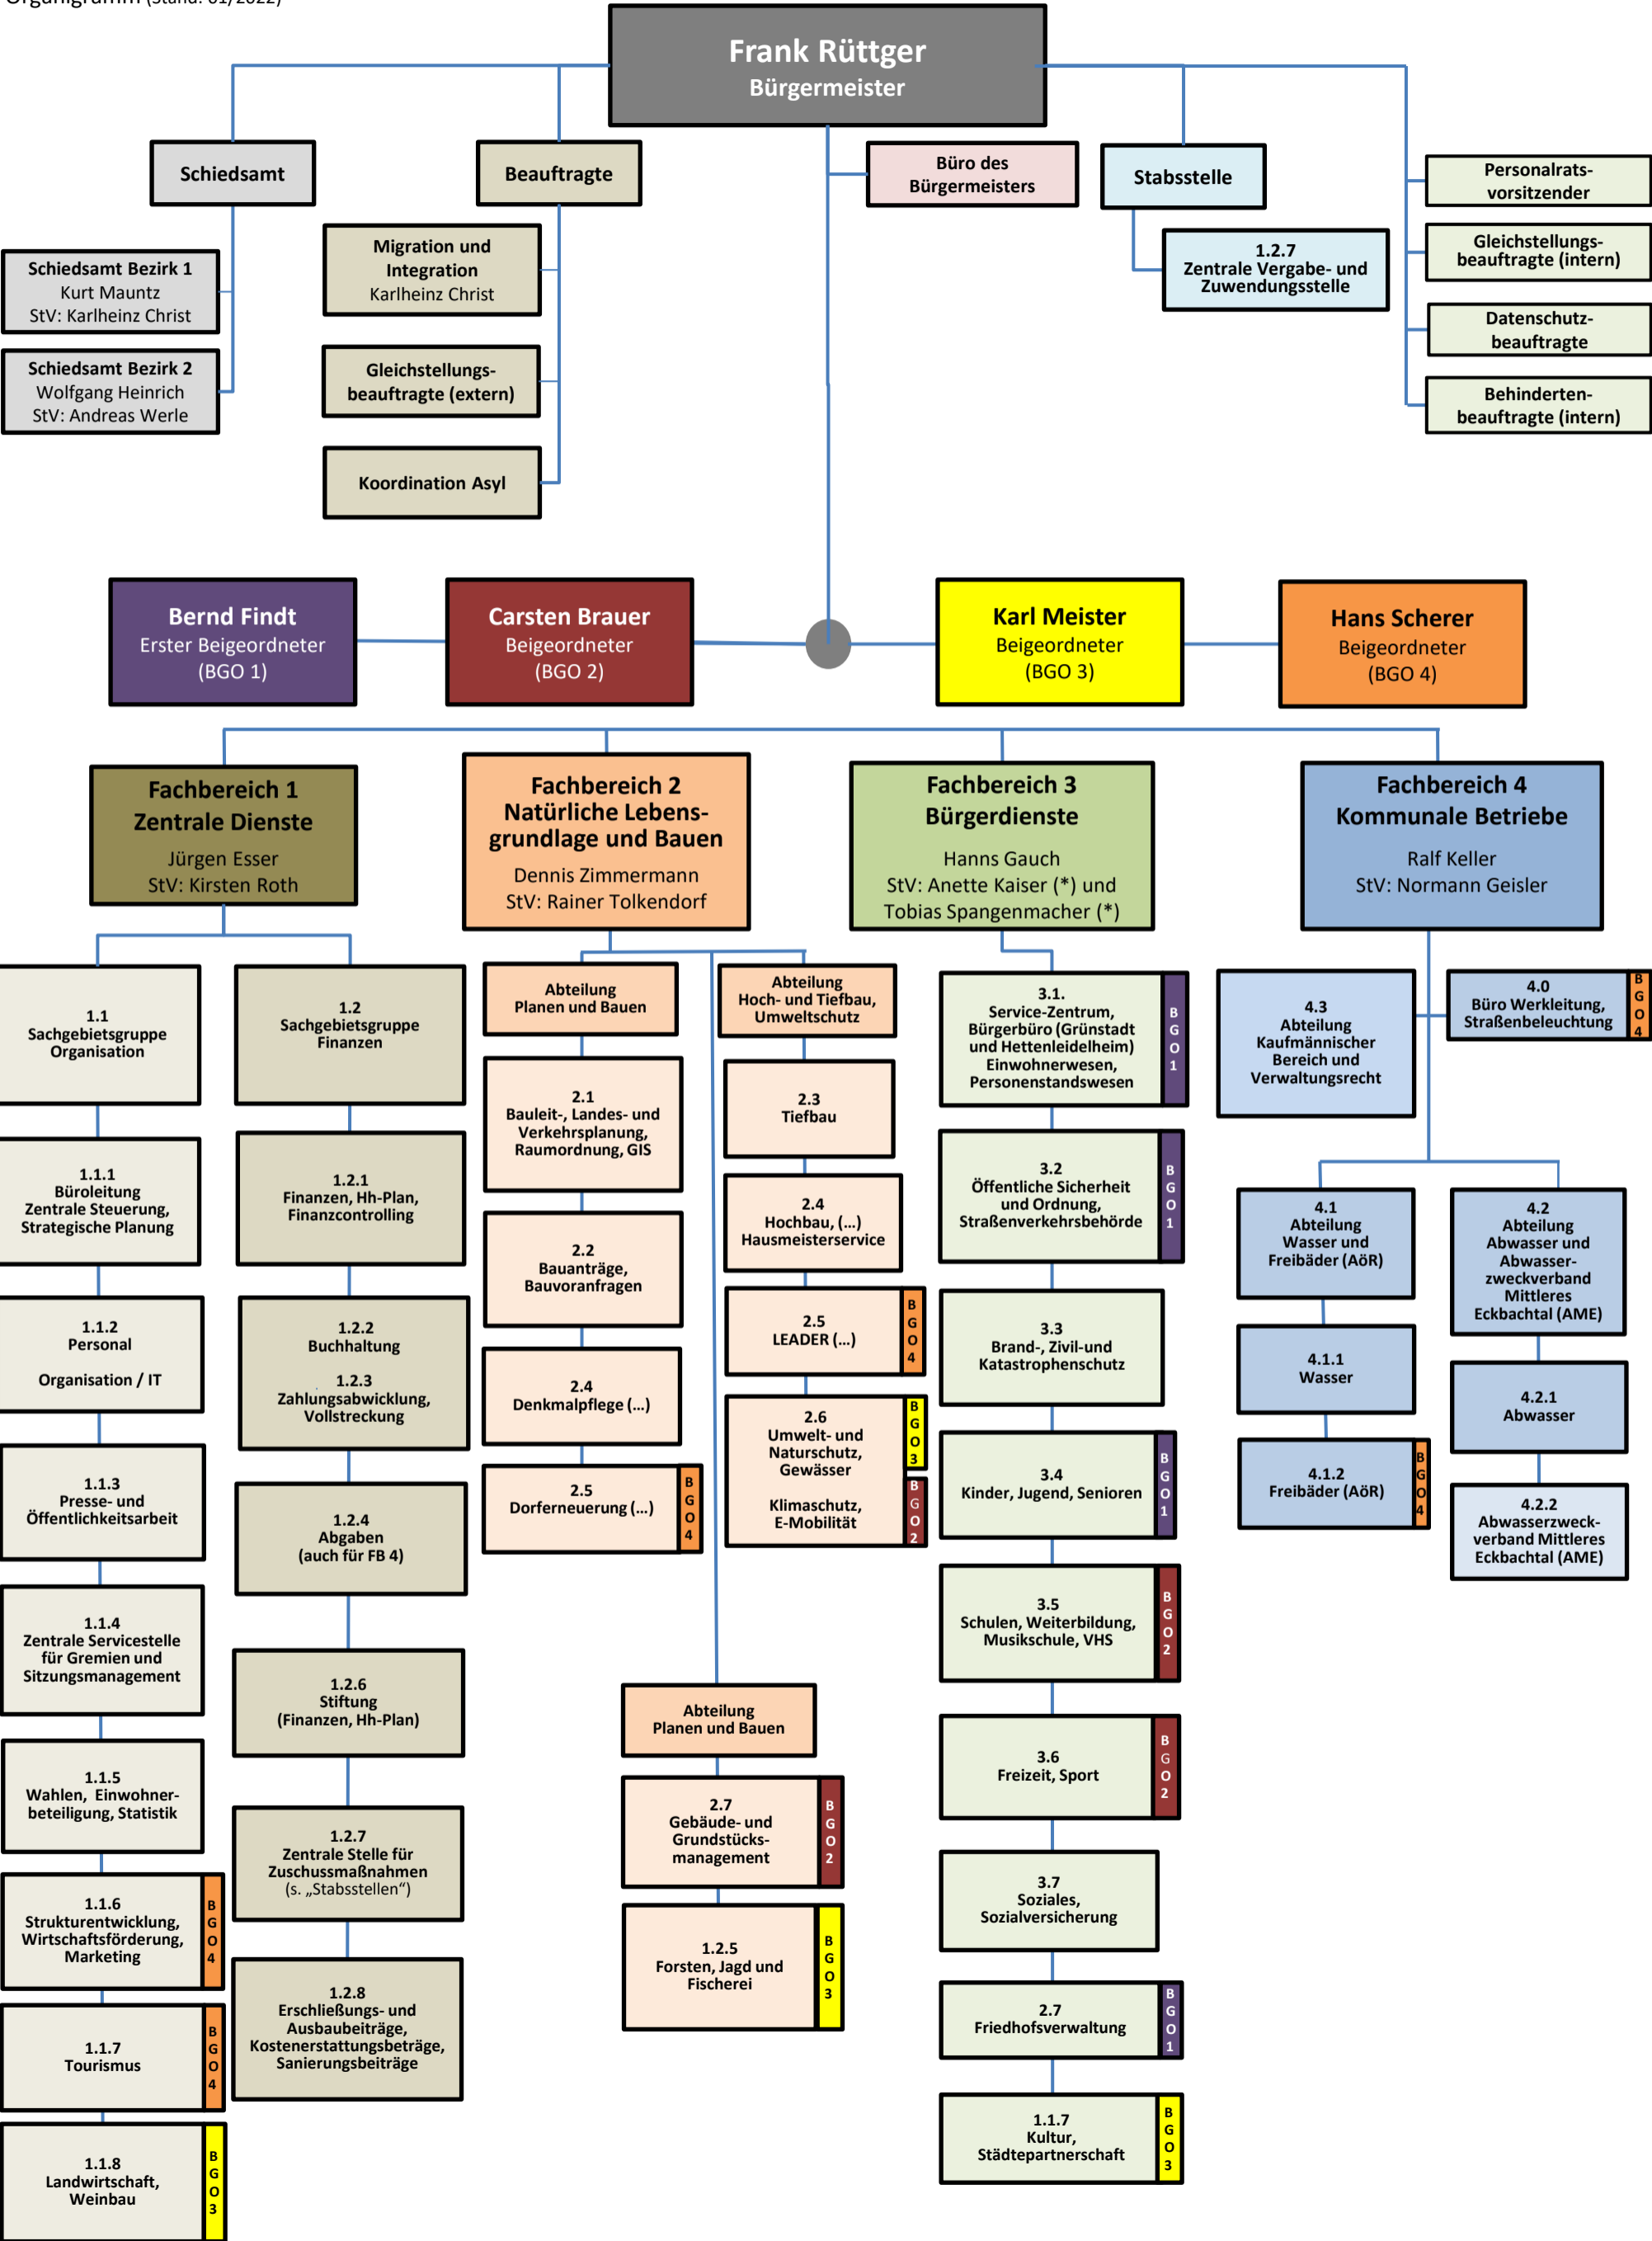 Organigramm (Stand: 01/2022)
Frank Rüttger
Bürgermeister
Schiedsamt
Beauftragte
Büro des
Bürgermeisters
Stabsstelle
1.2.7
Zentrale Vergabe- und
Zuwendungsstelle
Personalrats-
vorsitzender
Gleichstellungs-
beauftragte (intern)
Datenschutz-
beauftragte
Behinderten-
beauftragte (intern)
Schiedsamt Bezirk 1
Kurt Mauntz
StV: Karlheinz Christ
Schiedsamt Bezirk 2
Wolfgang Heinrich
StV: Andreas Werle
Migration und
Integration
Karlheinz Christ
Gleichstellungs-
beauftragte (extern)
Koordination Asyl
Bernd Findt
Erster Beigeordneter
(BGO 1)
Carsten Brauer
Beigeordneter
(BGO 2)
Karl Meister
Beigeordneter
(BGO 3)
Hans Scherer
Beigeordneter
(BGO 4)
Fachbereich 1
Zentrale Dienste
Jürgen Esser
StV: Kirsten Roth
Fachbereich 2
Natürliche Lebens-
grundlage und Bauen
Dennis Zimmermann
StV: Rainer Tolkendorf
Fachbereich 3
Bürgerdienste
Hanns Gauch
StV: Anette Kaiser (*) und
Tobias Spangenmacher (*)
Fachbereich 4
Kommunale Betriebe
Ralf Keller
StV: Normann Geisler
1.1
Sachgebietsgruppe
Organisation
1.1.1
Büroleitung
Zentrale Steuerung,
Strategische Planung
1.1.2
Personal
Organisation / IT
1.1.3
Presse- und
Öffentlichkeitsarbeit
1.1.4
Zentrale Servicestelle
für Gremien und
Sitzungsmanagement
1.1.5
Wahlen, Einwohner-
beteiligung, Statistik
1.1.6
Strukturentwicklung,
Wirtschaftsförderung,
Marketing
BGO4
1.1.7
Tourismus
BGO4
1.1.8
Landwirtschaft,
Weinbau
BGO3
1.2
Sachgebietsgruppe
Finanzen
1.2.1
Finanzen, Hh-Plan,
Finanzcontrolling
1.2.2
Buchhaltung
1.2.3
Zahlungsabwicklung,
Vollstreckung
1.2.4
Abgaben
(auch für FB 4)
1.2.6
Stiftung
(Finanzen, Hh-Plan)
1.2.7
Zentrale Stelle für
Zuschussmaßnahmen
(s. „Stabsstellen“)
1.2.8
Erschließungs- und
Ausbaubeiträge,
Kostenerstattungsbeträge,
Sanierungsbeiträge
Abteilung
Planen und Bauen
2.1
Bauleit-, Landes- und
Verkehrsplanung,
Raumordnung, GIS
2.2
Bauanträge,
Bauvoranfragen
2.4
Denkmalpflege (...)
2.5
Dorferneuerung (...)
BGO4
Abteilung
Hoch- und Tiefbau,
Umweltschutz
2.3
Tiefbau
2.4
Hochbau, (...)
Hausmeisterservice
2.5
LEADER (...)
BGO4
2.6
Umwelt- und
Naturschutz,
Gewässer
Klimaschutz,
E-Mobilität
BGO3
BGO2
Abteilung
Planen und Bauen
2.7
Gebäude- und
Grundstücks-
management
BGO2
1.2.5
Forsten, Jagd und
Fischerei
BGO3
3.1.
Service-Zentrum,
Bürgerbüro (Grünstadt
und Hettenleidelheim)
Einwohnerwesen,
Personenstandswesen
BGO1
3.2
Öffentliche Sicherheit
und Ordnung,
Straßenverkehrsbehörde
BGO1
3.3
Brand-, Zivil-und
Katastrophenschutz
3.4
Kinder, Jugend, Senioren
BGO1
3.5
Schulen, Weiterbildung,
Musikschule, VHS
BGO2
3.6
Freizeit, Sport
BGO2
3.7
Soziales,
Sozialversicherung
2.7
Friedhofsverwaltung
BGO1
1.1.7
Kultur,
Städtepartnerschaft
BGO3
4.3
Abteilung
Kaufmännischer
Bereich und
Verwaltungsrecht
4.0
Büro Werkleitung,
Straßenbeleuchtung
BGO4
4.1
Abteilung
Wasser und
Freibäder (AöR)
4.1.1
Wasser
4.1.2
Freibäder (AöR)
BGO4
4.2
Abteilung
Abwasser und
Abwasser-
zweckverband
Mittleres
Eckbachtal (AME)
4.2.1
Abwasser
4.2.2
Abwasserzweck-
verband Mittleres
Eckbachtal (AME)